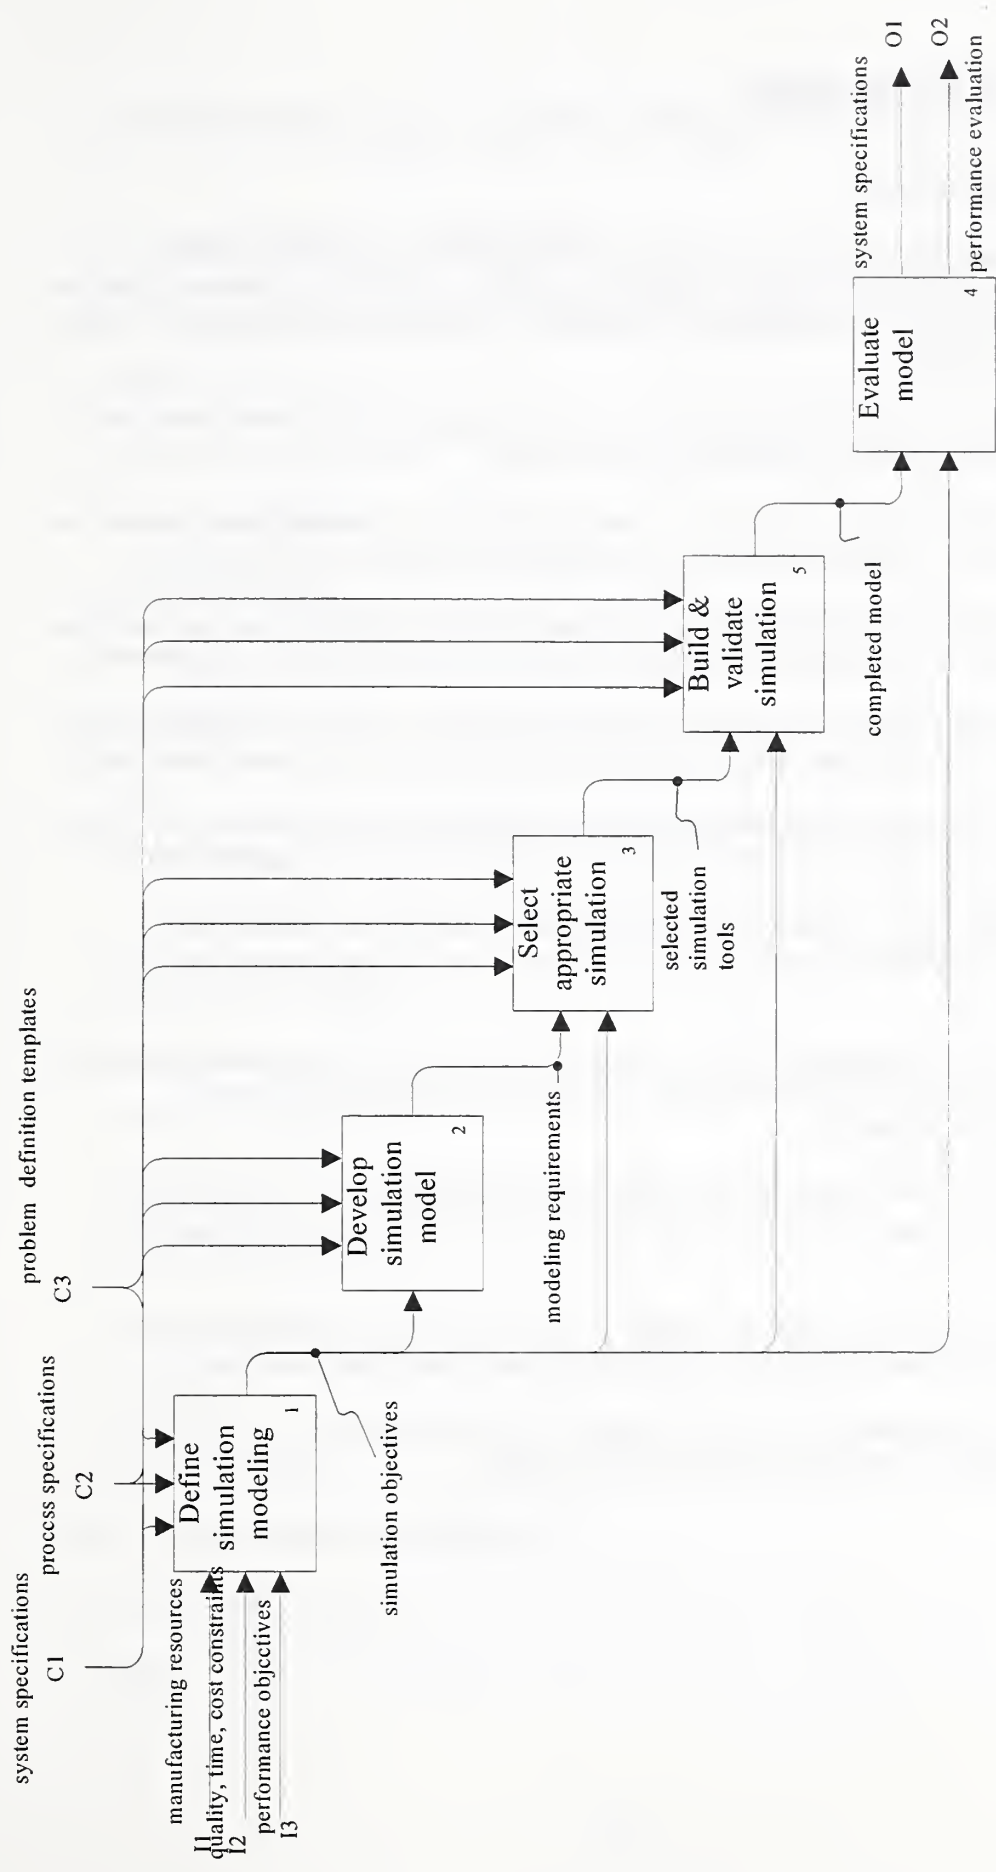 system specifications
C1
process specifications
C2
problem definition templates
C3
manufacturing resources
I1
quality, time, cost constraints
I2
performance objectives
I3
Define
simulation
modeling
1
simulation objectives
Develop
simulation
model
2
modeling requirements
Select
appropriate
simulation
3
selected
simulation
tools
Build &
validate
simulation
5
completed model
Evaluate
model
4
system specifications
O1
O2
performance evaluation